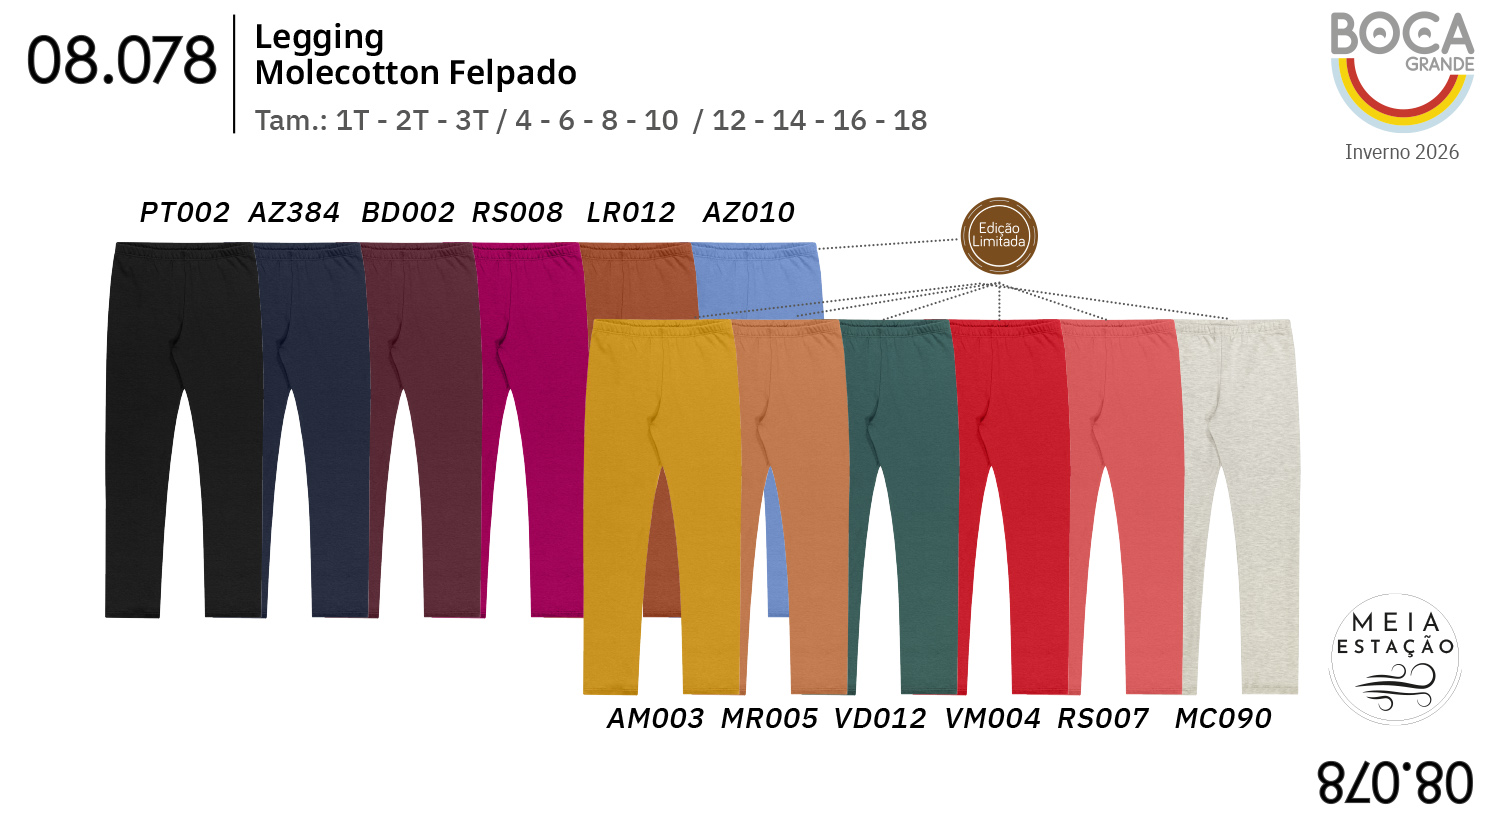 08.078
Legging
Molecotton Felpado
Tam.: 1T - 2T - 3T / 4 - 6 - 8 - 10 / 12 - 14 - 16 - 18
BOCA
GRANDE
Inverno 2026
PT002 AZ384 BD002 RS008 LR012 AZ010
Edição
Limitada
AM003 MR005 VD012 VM004 RS007 MC090
MEIA
ESTAÇÃO
08.078